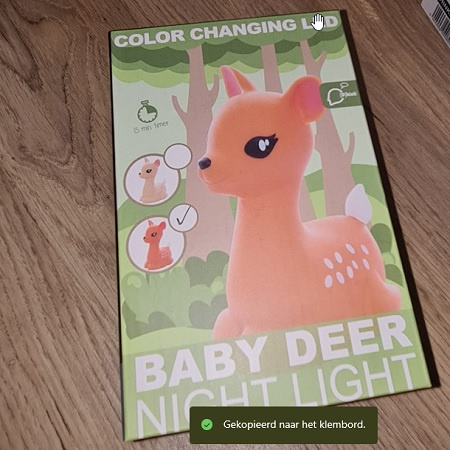 COLOR CHANGING LED
15 min timer
BABY DEER
NIGHT LIGHT
Gekopieerd naar het klembord.